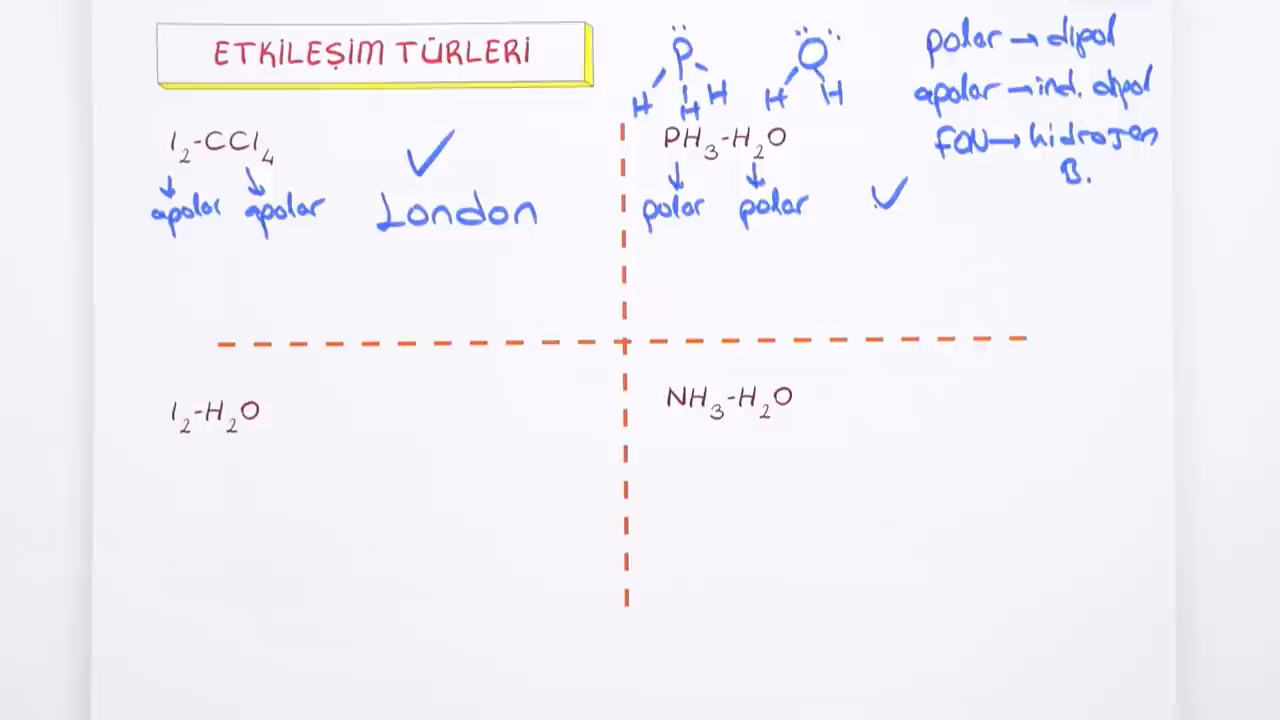 ETKİLEŞİM TÜRLERİ
I2-CCl4
apolar apolar
London
P
H H H
O
H H
PH3-H2O
polar polar
polar → dipol
apolar → ind. dipol
FON → hidrojen
B.
I2-H2O
NH3-H2O